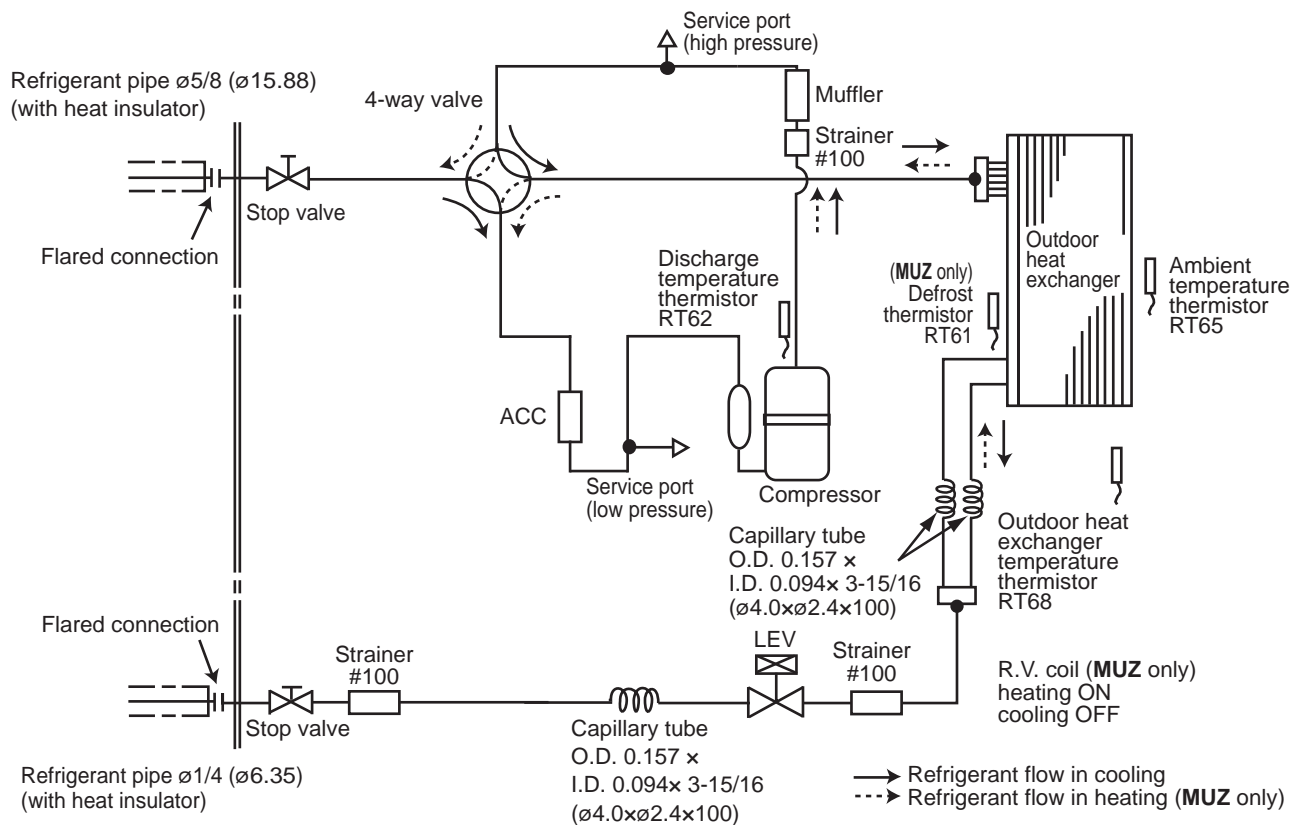 Service port
(high pressure)
Refrigerant pipe ø5/8 (ø15.88)
(with heat insulator)
4-way valve
Muffler
Strainer
#100
Stop valve
Flared connection
Discharge
temperature
thermistor
RT62
(MUZ only)
Defrost
thermistor
RT61
Outdoor
heat
exchanger
Ambient
temperature
thermistor
RT65
ACC
Service port
(low pressure)
Compressor
Capillary tube
O.D. 0.157 ×
I.D. 0.094× 3-15/16
(ø4.0×ø2.4×100)
Outdoor heat
exchanger
temperature
thermistor
RT68
Flared connection
Strainer
#100
LEV
Strainer
#100
R.V. coil (MUZ only)
heating ON
cooling OFF
Stop valve
Capillary tube
O.D. 0.157 ×
I.D. 0.094× 3-15/16
(ø4.0×ø2.4×100)
Refrigerant pipe ø1/4 (ø6.35)
(with heat insulator)
Refrigerant flow in cooling
Refrigerant flow in heating (MUZ only)